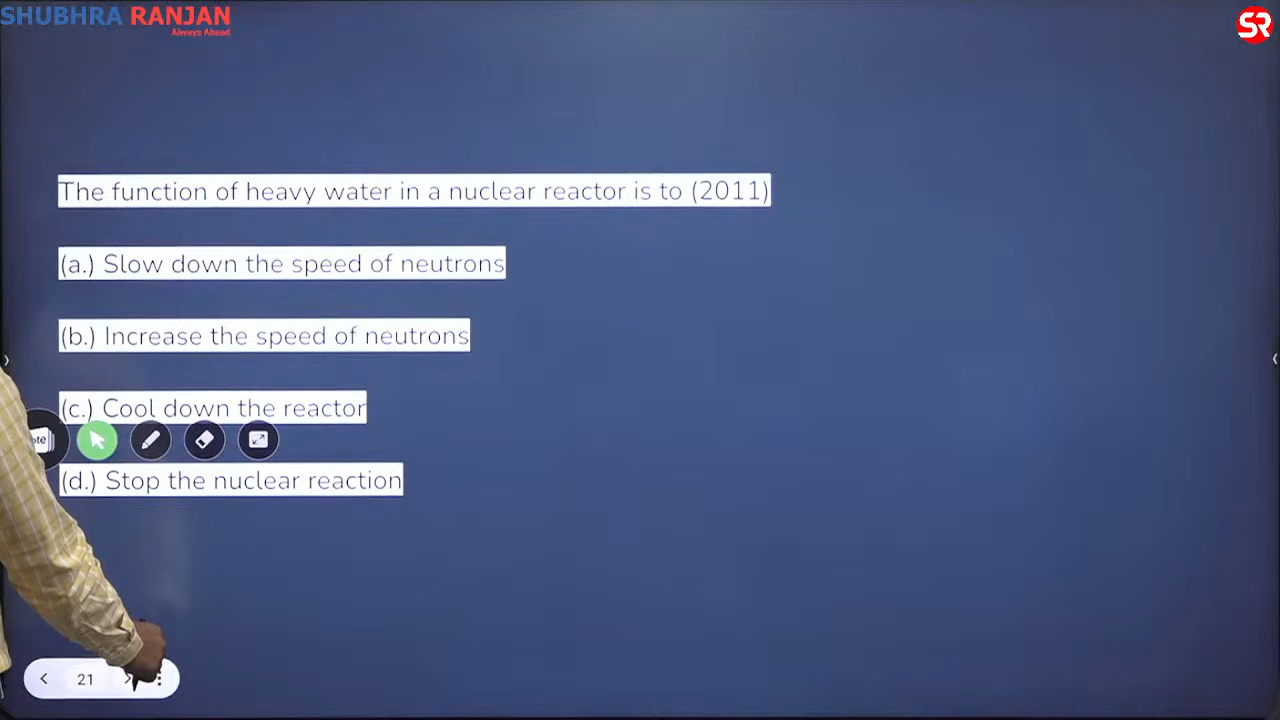 SHUBHRA RANJAN
Always Ahead
SR
The function of heavy water in a nuclear reactor is to (2011)
(a.) Slow down the speed of neutrons
(b.) Increase the speed of neutrons
(c.) Cool down the reactor
(d.) Stop the nuclear reaction
21